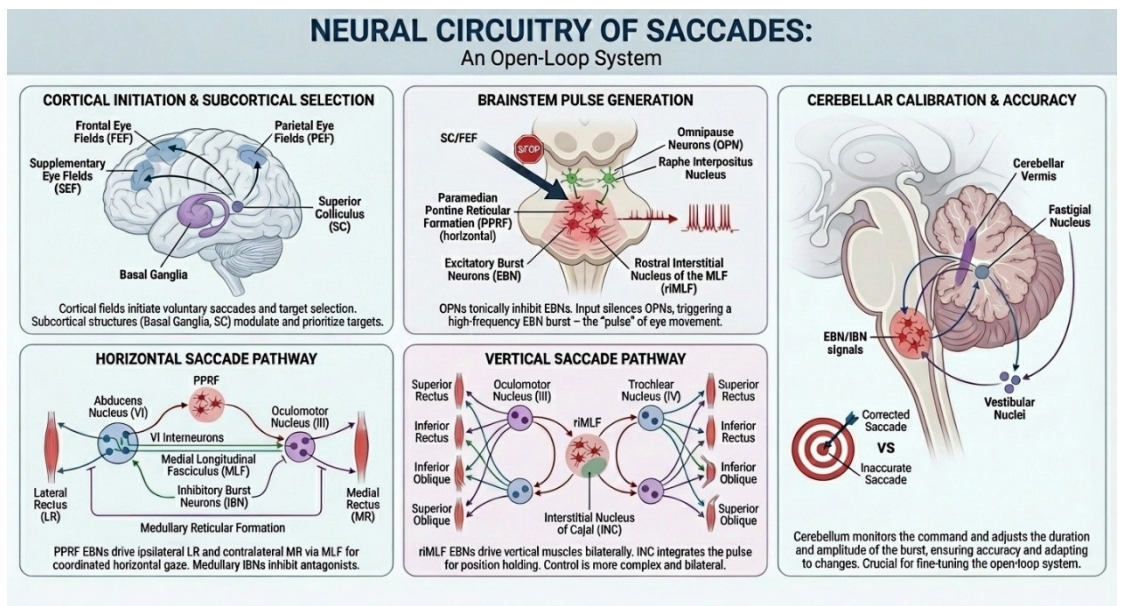 NEURAL CIRCUITRY OF SACCADES:
An Open-Loop System
CORTICAL INITIATION & SUBCORTICAL SELECTION
Frontal Eye
Fields (FEF)
Parietal Eye
Fields (PEF)
Supplementary
Eye Fields
(SEF)
Superior
Colliculus
(SC)
Basal Ganglia
Cortical fields initiate voluntary saccades and target selection.
Subcortical structures (Basal Ganglia, SC) modulate and prioritize targets.
BRAINSTEM PULSE GENERATION
SC/FEF
STOP
Omnipause
Neurons (OPN)
Raphe Interpositus
Nucleus
Paramedian
Pontine Reticular
Formation (PPRF)
(horizontal)
Excitatory Burst
Neurons (EBN)
Rostral Interstitial
Nucleus of the MLF
(riMLF)
OPNs tonically inhibit EBNs. Input silences OPNs, triggering a
high-frequency EBN burst – the "pulse" of eye movement.
CEREBELLAR CALIBRATION & ACCURACY
Cerebellar
Vermis
Fastigial
Nucleus
EBN/IBN
signals
Vestibular
Nuclei
Corrected
Saccade
VS
Inaccurate
Saccade
Cerebellum monitors the command and adjusts the duration
and amplitude of the burst, ensuring accuracy and adapting
to changes. Crucial for fine-tuning the open-loop system.
HORIZONTAL SACCADE PATHWAY
PPRF
Abducens
Nucleus (VI)
Oculomotor
Nucleus (III)
VI Interneurons
Medial Longitudinal
Fasciculus (MLF)
Inhibitory Burst
Neurons (IBN)
Lateral
Rectus
(LR)
Medial
Rectus
(MR)
Medullary Reticular Formation
PPRF EBNs drive ipsilateral LR and contralateral MR via MLF for
coordinated horizontal gaze. Medullary IBNs inhibit antagonists.
VERTICAL SACCADE PATHWAY
Superior
Rectus
Oculomotor
Nucleus (III)
Trochlear
Nucleus (IV)
Superior
Rectus
riMLF
Inferior
Rectus
Inferior
Rectus
Inferior
Oblique
Inferior
Oblique
Superior
Oblique
Superior
Oblique
Interstitial Nucleus
of Cajal (INC)
riMLF EBNs drive vertical muscles bilaterally. INC integrates the pulse
for position holding. Control is more complex and bilateral.